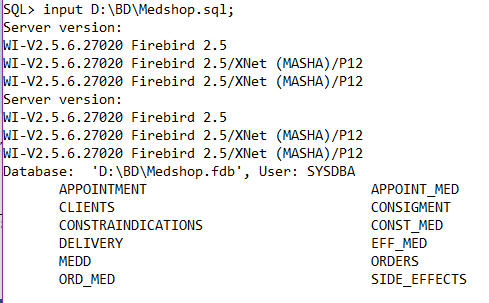 SQL> input D:\BD\Medshop.sql;
Server version:
WI-V2.5.6.27020 Firebird 2.5
WI-V2.5.6.27020 Firebird 2.5/XNet (MASHA)/P12
WI-V2.5.6.27020 Firebird 2.5/XNet (MASHA)/P12
Server version:
WI-V2.5.6.27020 Firebird 2.5
WI-V2.5.6.27020 Firebird 2.5/XNet (MASHA)/P12
WI-V2.5.6.27020 Firebird 2.5/XNet (MASHA)/P12
Database:  'D:\BD\Medshop.fdb', User: SYSDBA
       APPOINTMENT                            APPOINT_MED
       CLIENTS                                CONSIGMENT
       CONSTRAINDICATIONS                     CONST_MED
       DELIVERY                               EFF_MED
       MEDD                                   ORDERS
       ORD_MED                                SIDE_EFFECTS